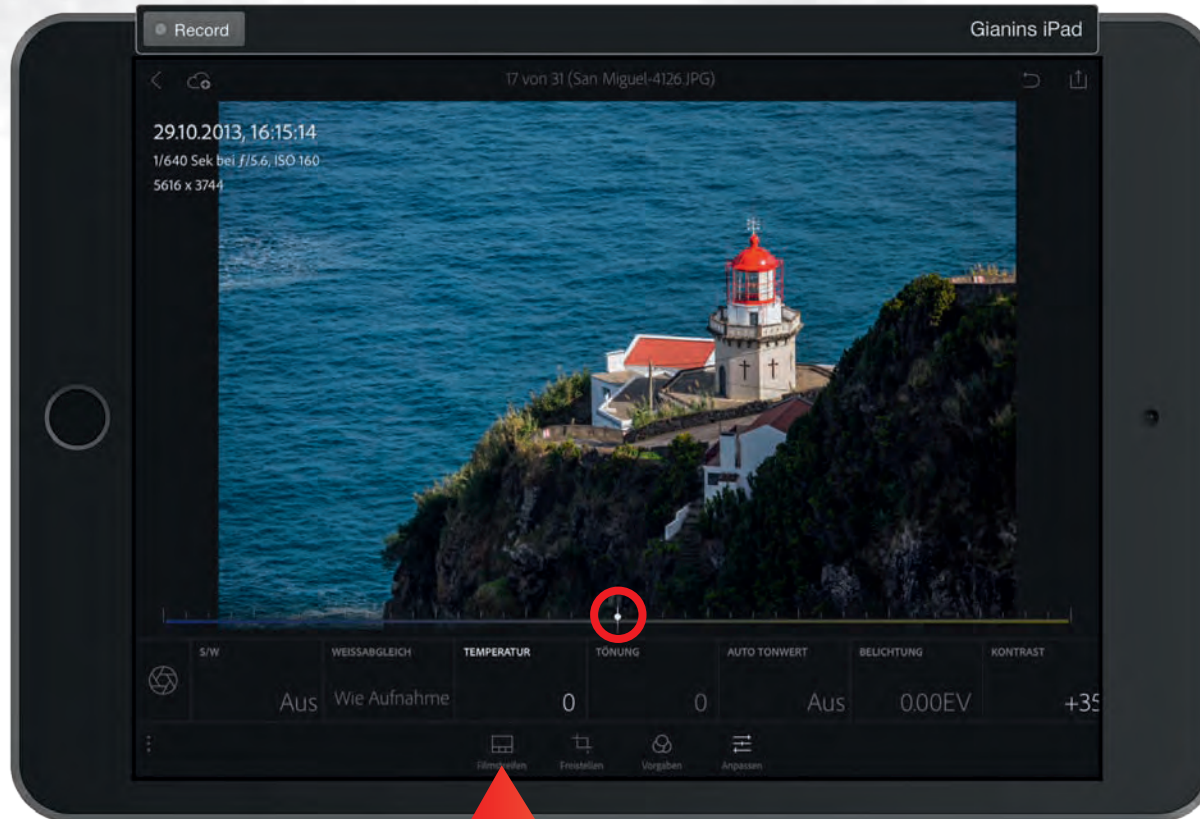 Record
Gianins iPad
17 von 31 (San Miguel-4126.JPG)
29.10.2013, 16:15:14
1/640 Sek bei ƒ/5.6, ISO 160
5616 x 3744
S/W
WEISSABGLEICH
TEMPERATUR
TÖNUNG
AUTO TONWERT
BELICHTUNG
KONTRAST
Aus
Wie Aufnahme
0
0
Aus
0.00EV
+35
Filmstreifen
Freistellen
Vorgaben
Anpassen